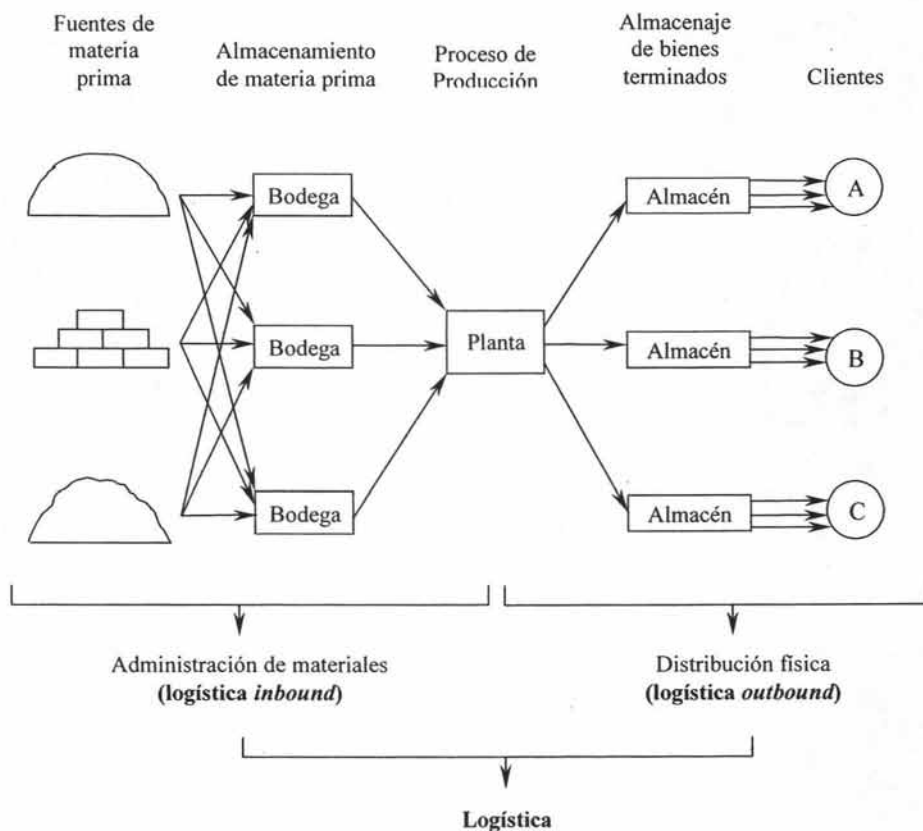 Fuentes de
materia
prima
Almacenamiento
de materia prima
Proceso de
Producción
Almacenaje
de bienes
terminados
Clientes
Bodega
Almacén
A
Bodega
Planta
Almacén
B
Bodega
Almacén
C
Administración de materiales
(logística inbound)
Distribución física
(logística outbound)
Logística